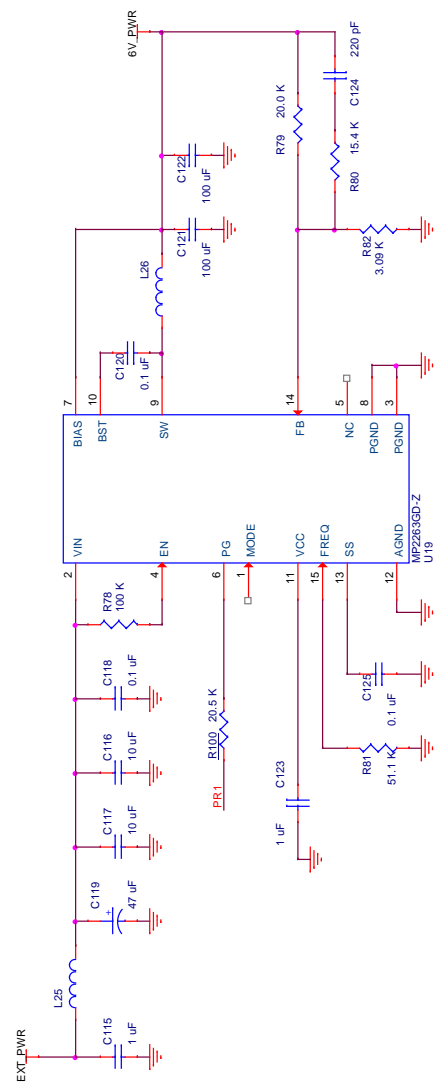 EXT_PWR
C115
1 uF
L25
C119
+
47 uF
C117
10 uF
C116
10 uF
C118
0.1 uF
R78
100 K
PR1
R100
20.5 K
C123
1 uF
R81
51.1 K
C125
0.1 uF
2
VIN
4
EN
6
PG
1
MODE
11
VCC
15
FREQ
13
SS
12
AGND
7
BIAS
10
BST
9
SW
14
FB
5
NC
8
PGND
3
PGND
MP2263GD-Z
U19
C120
0.1 uF
L26
C121
100 uF
C122
100 uF
6V_PWR
R79
20.0 K
R80
15.4 K
C124
220 pF
R82
3.09 K